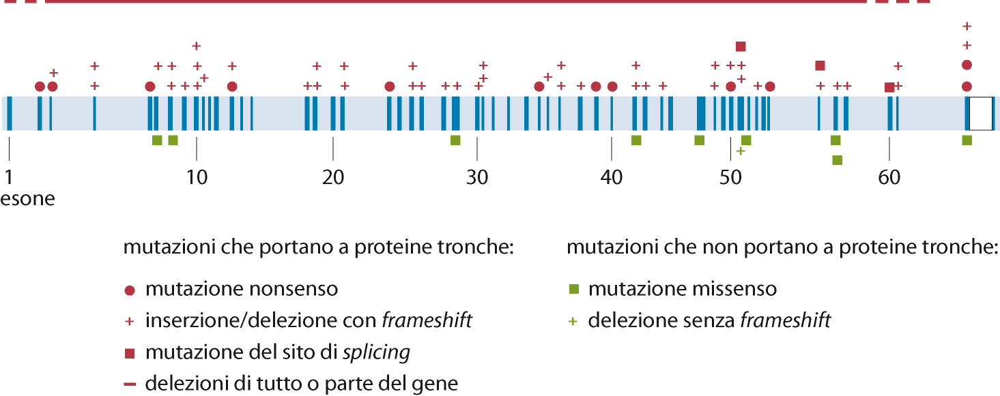 1 10 20 30 40 50 60
esone
mutazioni che portano a proteine tronche:
mutazione nonsenso
inserzione/delezione con frameshift
mutazione del sito di splicing
delezioni di tutto o parte del gene
mutazioni che non portano a proteine tronche:
mutazione missenso
delezione senza frameshift